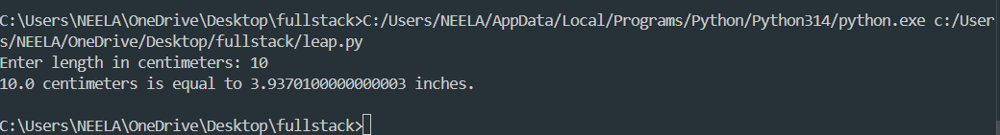 C:\Users\NEELA\OneDrive\Desktop\fullstack>C:/Users/NEELA/AppData/Local/Programs/Python/Python314/python.exe c:/User
s/NEELA/OneDrive/Desktop/fullstack/leap.py
Enter length in centimeters: 10
10.0 centimeters is equal to 3.9370100000000003 inches.
C:\Users\NEELA\OneDrive\Desktop\fullstack>